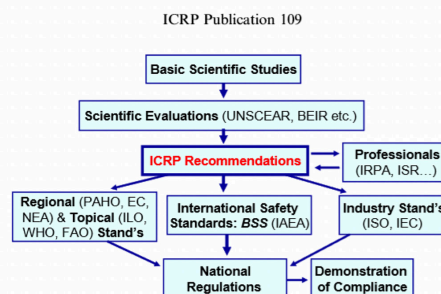 ICRP Publication 109
Basic Scientific Studies
Scientific Evaluations (UNSCEAR, BEIR etc.)
ICRP Recommendations
Professionals
(IRPA, ISR...)
Regional (PAHO, EC,
NEA) & Topical (ILO,
WHO, FAO) Stand's
International Safety
Standards: BSS (IAEA)
Industry Stand's
(ISO, IEC)
National
Regulations
Demonstration
of Compliance